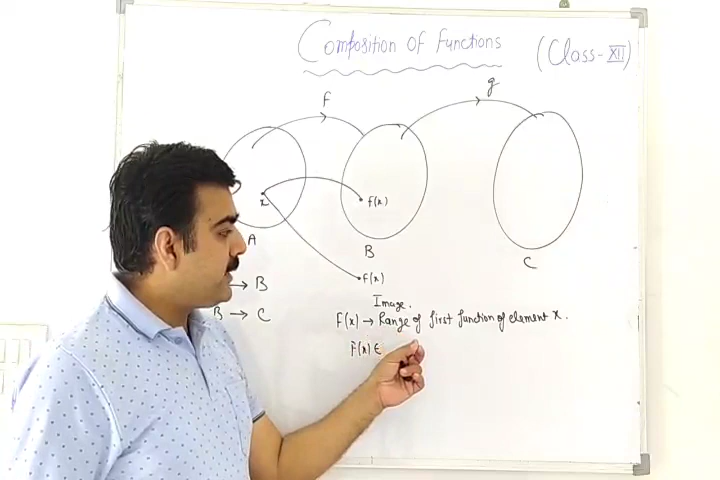 Composition of Functions
(Class-XII)
f
g
x
f(x)
A
B
C
f(x)
→ B
B → C
Image.
F(x) → Range of first function of element x.
F(x) ∈